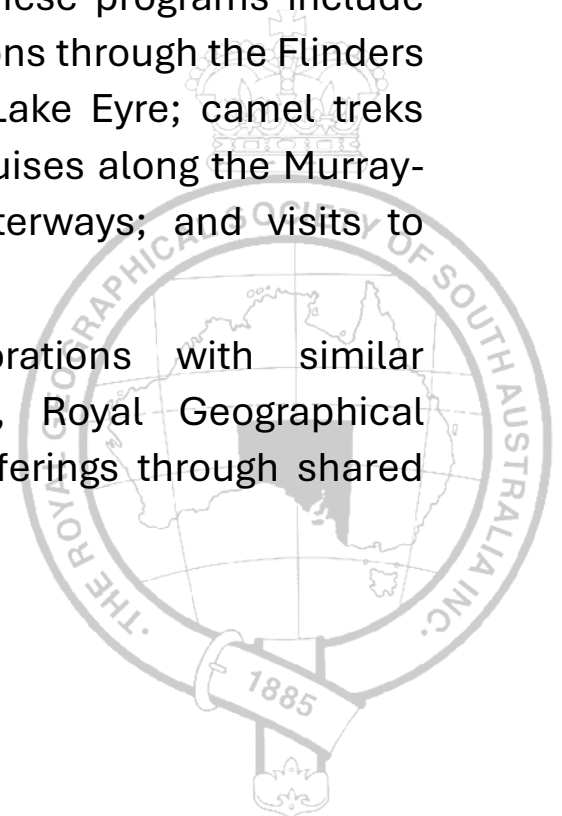 these programs include
ons through the Flinders
Lake Eyre; camel treks
uises along the Murray-
terways; and visits to
orations with similar
, Royal Geographical
ferings through shared
THE ROYAL GEOGRAPHICAL SOCIETY OF SOUTH AUSTRALIA INC.
1885